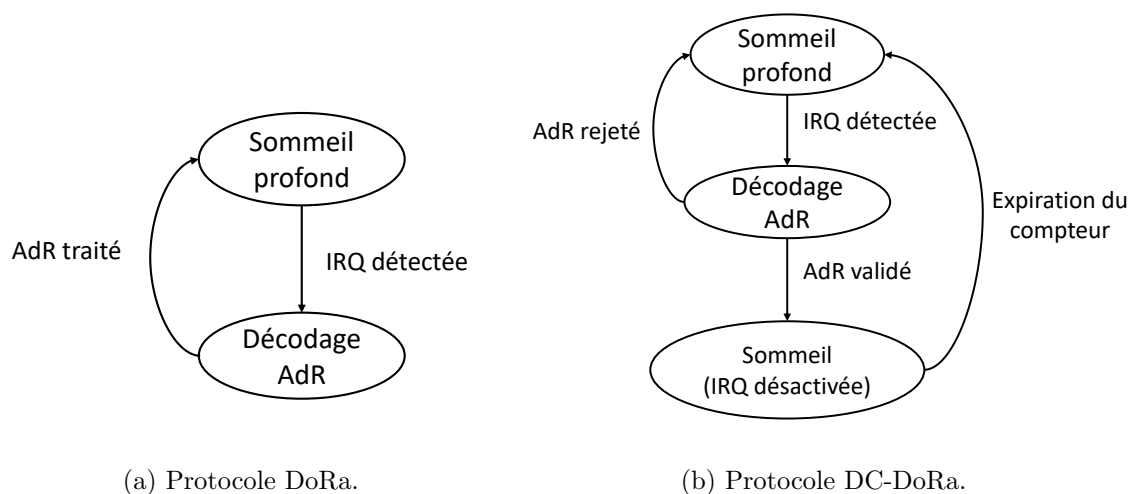 Sommeil
profond
AdR traité
IRQ détectée
Décodage
AdR
(a) Protocole DoRa.
Sommeil
profond
AdR rejeté
IRQ détectée
Décodage
AdR
Expiration du
compteur
AdR validé
Sommeil
(IRQ désactivée)
(b) Protocole DC-DoRa.